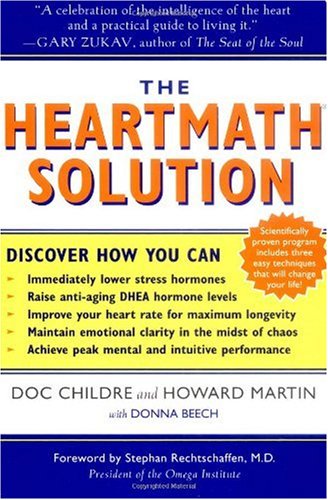 "A celebration of the intelligence of the heart
and a practical guide to living it."
—GARY ZUKAV, author of The Seat of the Soul
THE
HEARTMATH®
SOLUTION
Scientifically
proven program
includes three
easy techniques
that will change
your life!
DISCOVER HOW YOU CAN
Immediately lower stress hormones
Raise anti-aging DHEA hormone levels
Improve your heart rate for maximum longevity
Maintain emotional clarity in the midst of chaos
Achieve peak mental and intuitive performance
DOC CHILDRE and HOWARD MARTIN
with DONNA BEECH
Foreword by Stephan Rechtschaffen, M.D.
President of the Omega Institute